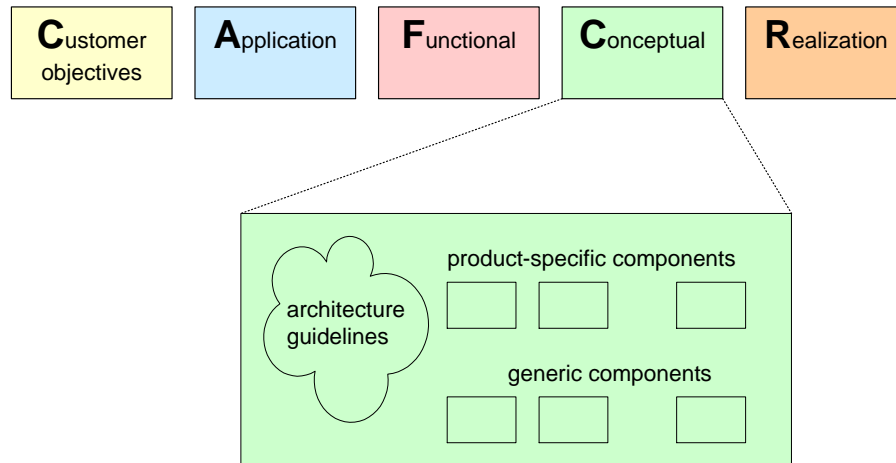 Customer
objectives
Application
Functional
Conceptual
Realization
architecture
guidelines
product-specific components
generic components